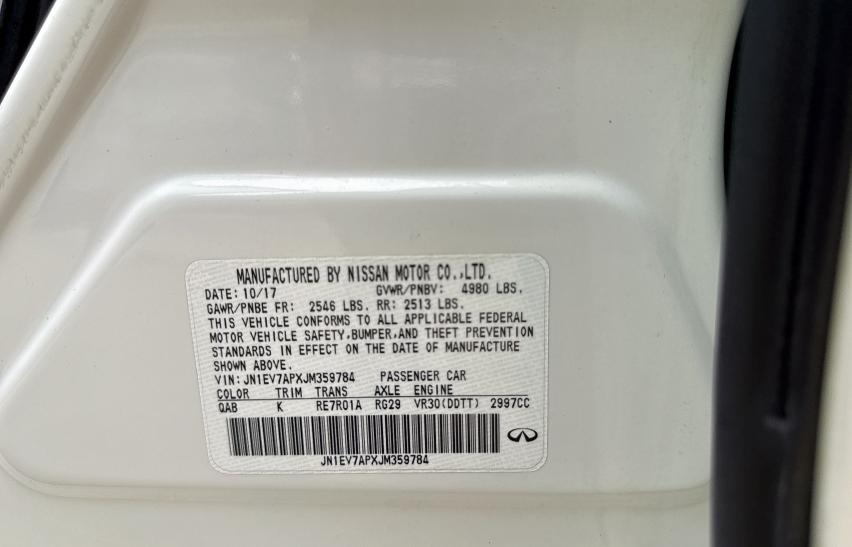 MANUFACTURED BY NISSAN MOTOR CO.,LTD.
DATE: 10/17 GVWR/PNBV: 4980 LBS.
GAWR/PNBE FR: 2546 LBS. RR: 2513 LBS.
THIS VEHICLE CONFORMS TO ALL APPLICABLE FEDERAL
MOTOR VEHICLE SAFETY,BUMPER,AND THEFT PREVENTION
STANDARDS IN EFFECT ON THE DATE OF MANUFACTURE
SHOWN ABOVE.
VIN: JN1EV7APXJM359784 PASSENGER CAR
COLOR TRIM TRANS AXLE ENGINE
QAB K RE7R01A RG29 VR30(DDTT) 2997CC
JN1EV7APXJM359784